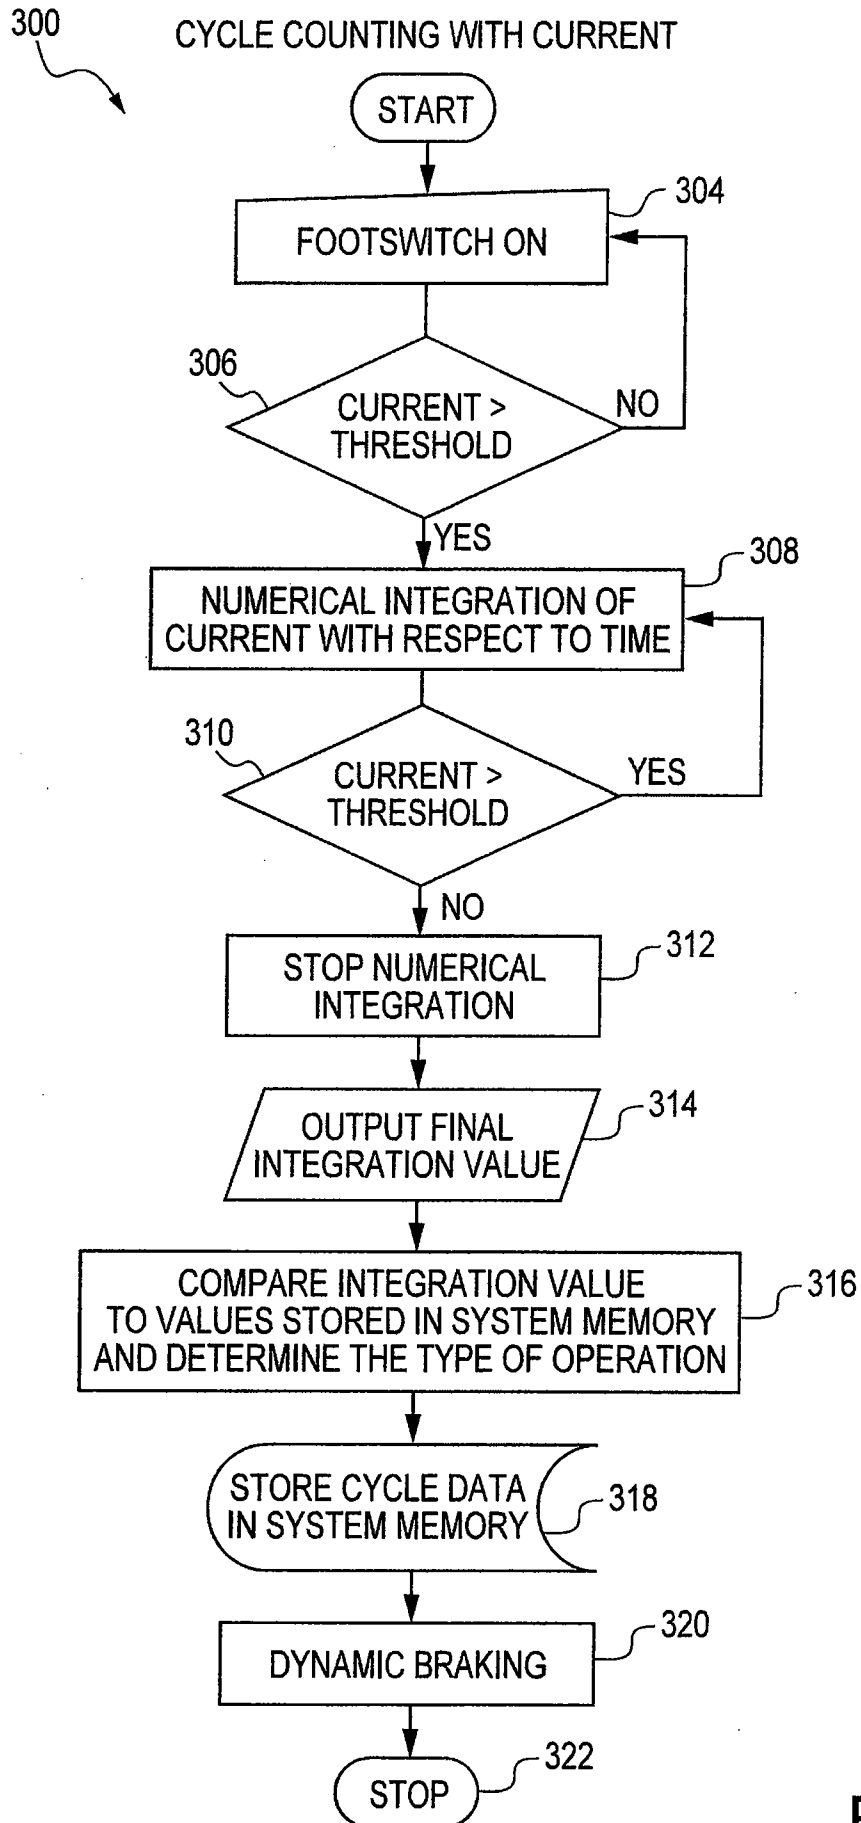 300
CYCLE COUNTING WITH CURRENT
START
304
FOOTSWITCH ON
306
CURRENT >
THRESHOLD
NO
YES
308
NUMERICAL INTEGRATION OF
CURRENT WITH RESPECT TO TIME
310
CURRENT >
THRESHOLD
YES
NO
312
STOP NUMERICAL
INTEGRATION
314
OUTPUT FINAL
INTEGRATION VALUE
316
COMPARE INTEGRATION VALUE
TO VALUES STORED IN SYSTEM MEMORY
AND DETERMINE THE TYPE OF OPERATION
STORE CYCLE DATA
IN SYSTEM MEMORY
318
320
DYNAMIC BRAKING
322
STOP